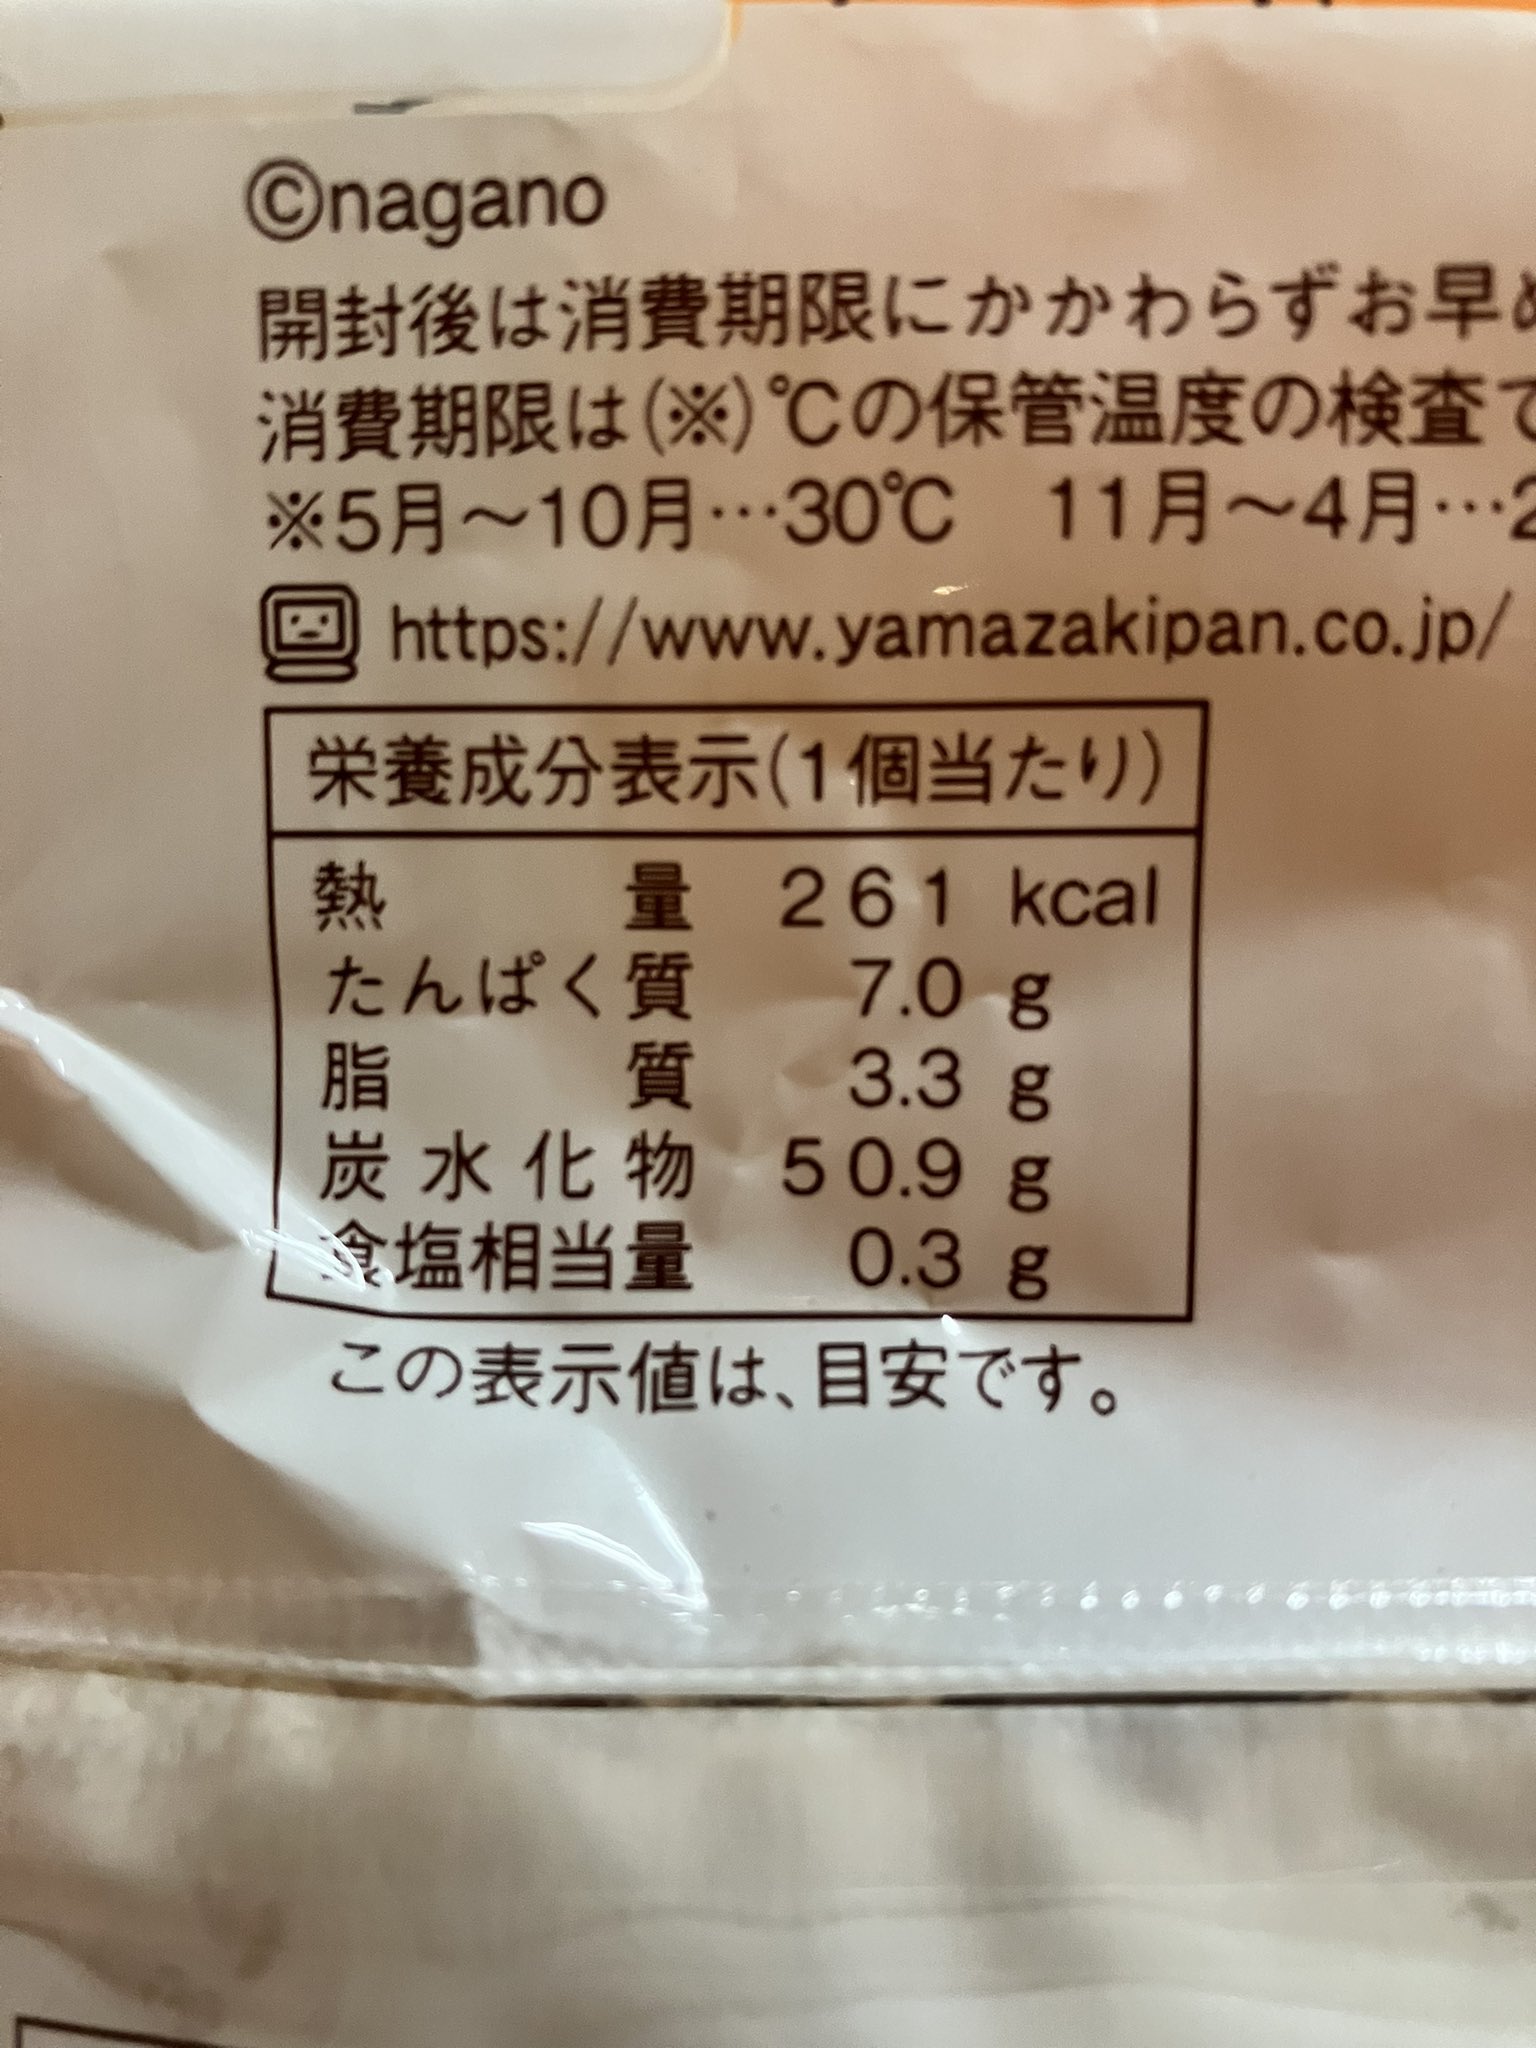 ©nagano
開封後は消費期限にかかわらずお早め
消費期限は(※)℃の保管温度の検査で
※5月～10月…30℃ 11月～4月…2
https://www.yamazakipan.co.jp/
栄養成分表示(1個当たり)
熱量 261 kcal
たんぱく質 7.0 g
脂質 3.3 g
炭水化物 50.9 g
食塩相当量 0.3 g
この表示値は、目安です。